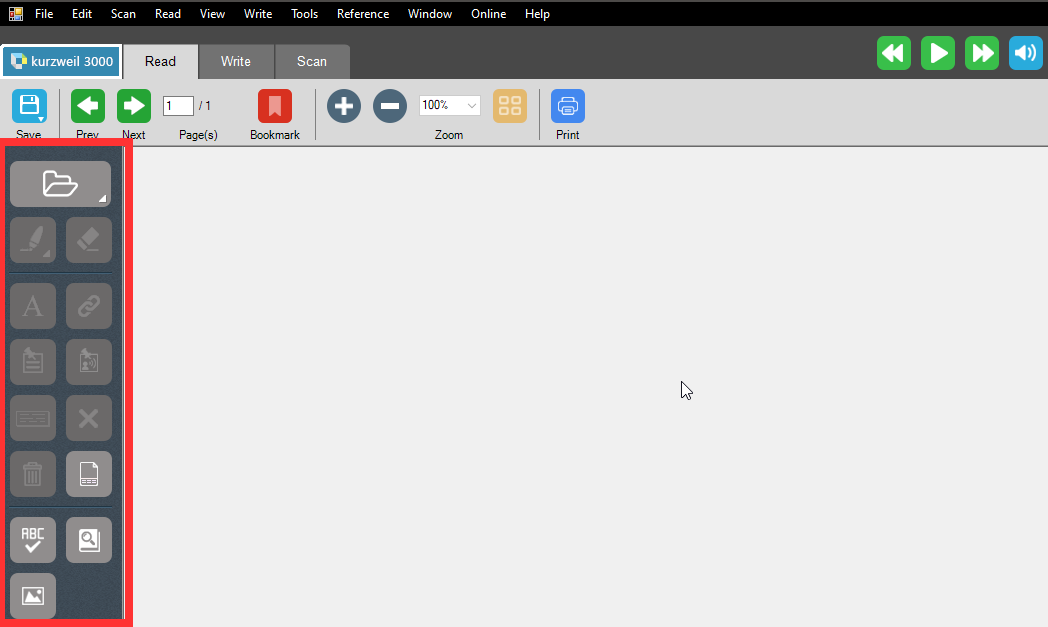 File Edit Scan Read View Write Tools Reference Window Online Help
kurzweil 3000 Read Write Scan
1 / 1 100%
Save Prev Next Page(s) Bookmark Zoom Print
A
ABC